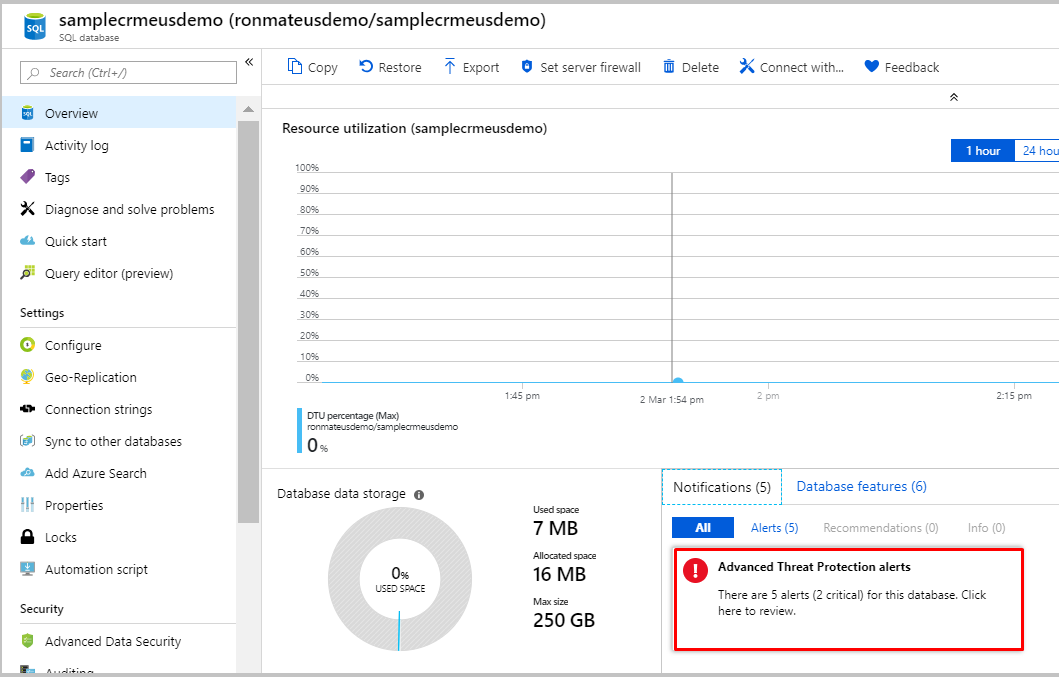 samplecrmeusdemo (ronmateusdemo/samplecrmeusdemo)
SQL database
SQL
Search (Ctrl+/)
«
Overview
Activity log
Tags
Diagnose and solve problems
Quick start
Query editor (preview)
Settings
Configure
Geo-Replication
Connection strings
Sync to other databases
Add Azure Search
Properties
Locks
Automation script
Security
Advanced Data Security
Auditing
Copy
Restore
Export
Set server firewall
Delete
Connect with...
Feedback
Resource utilization (samplecrmeusdemo)
1 hour
24 hou
100%
90%
80%
70%
60%
50%
40%
30%
20%
10%
0%
1:45 pm
2 Mar 1:54 pm
2 pm
2:15 pm
DTU percentage (Max)
ronmateusdemo/samplecrmeusdemo
0 %
Database data storage
0%
USED SPACE
Used space
7 MB
Allocated space
16 MB
Max size
250 GB
Notifications (5)
Database features (6)
All
Alerts (5)
Recommendations (0)
Info (0)
Advanced Threat Protection alerts
There are 5 alerts (2 critical) for this database. Click
here to review.